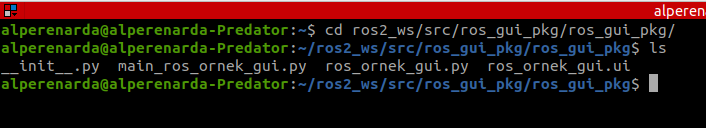 alperena
alperenarda@alperenarda-Predator:~$ cd ros2_ws/src/ros_gui_pkg/ros_gui_pkg/
alperenarda@alperenarda-Predator:~/ros2_ws/src/ros_gui_pkg/ros_gui_pkg$ ls
__init__.py  main_ros_ornek_gui.py  ros_ornek_gui.py  ros_ornek_gui.ui
alperenarda@alperenarda-Predator:~/ros2_ws/src/ros_gui_pkg/ros_gui_pkg$